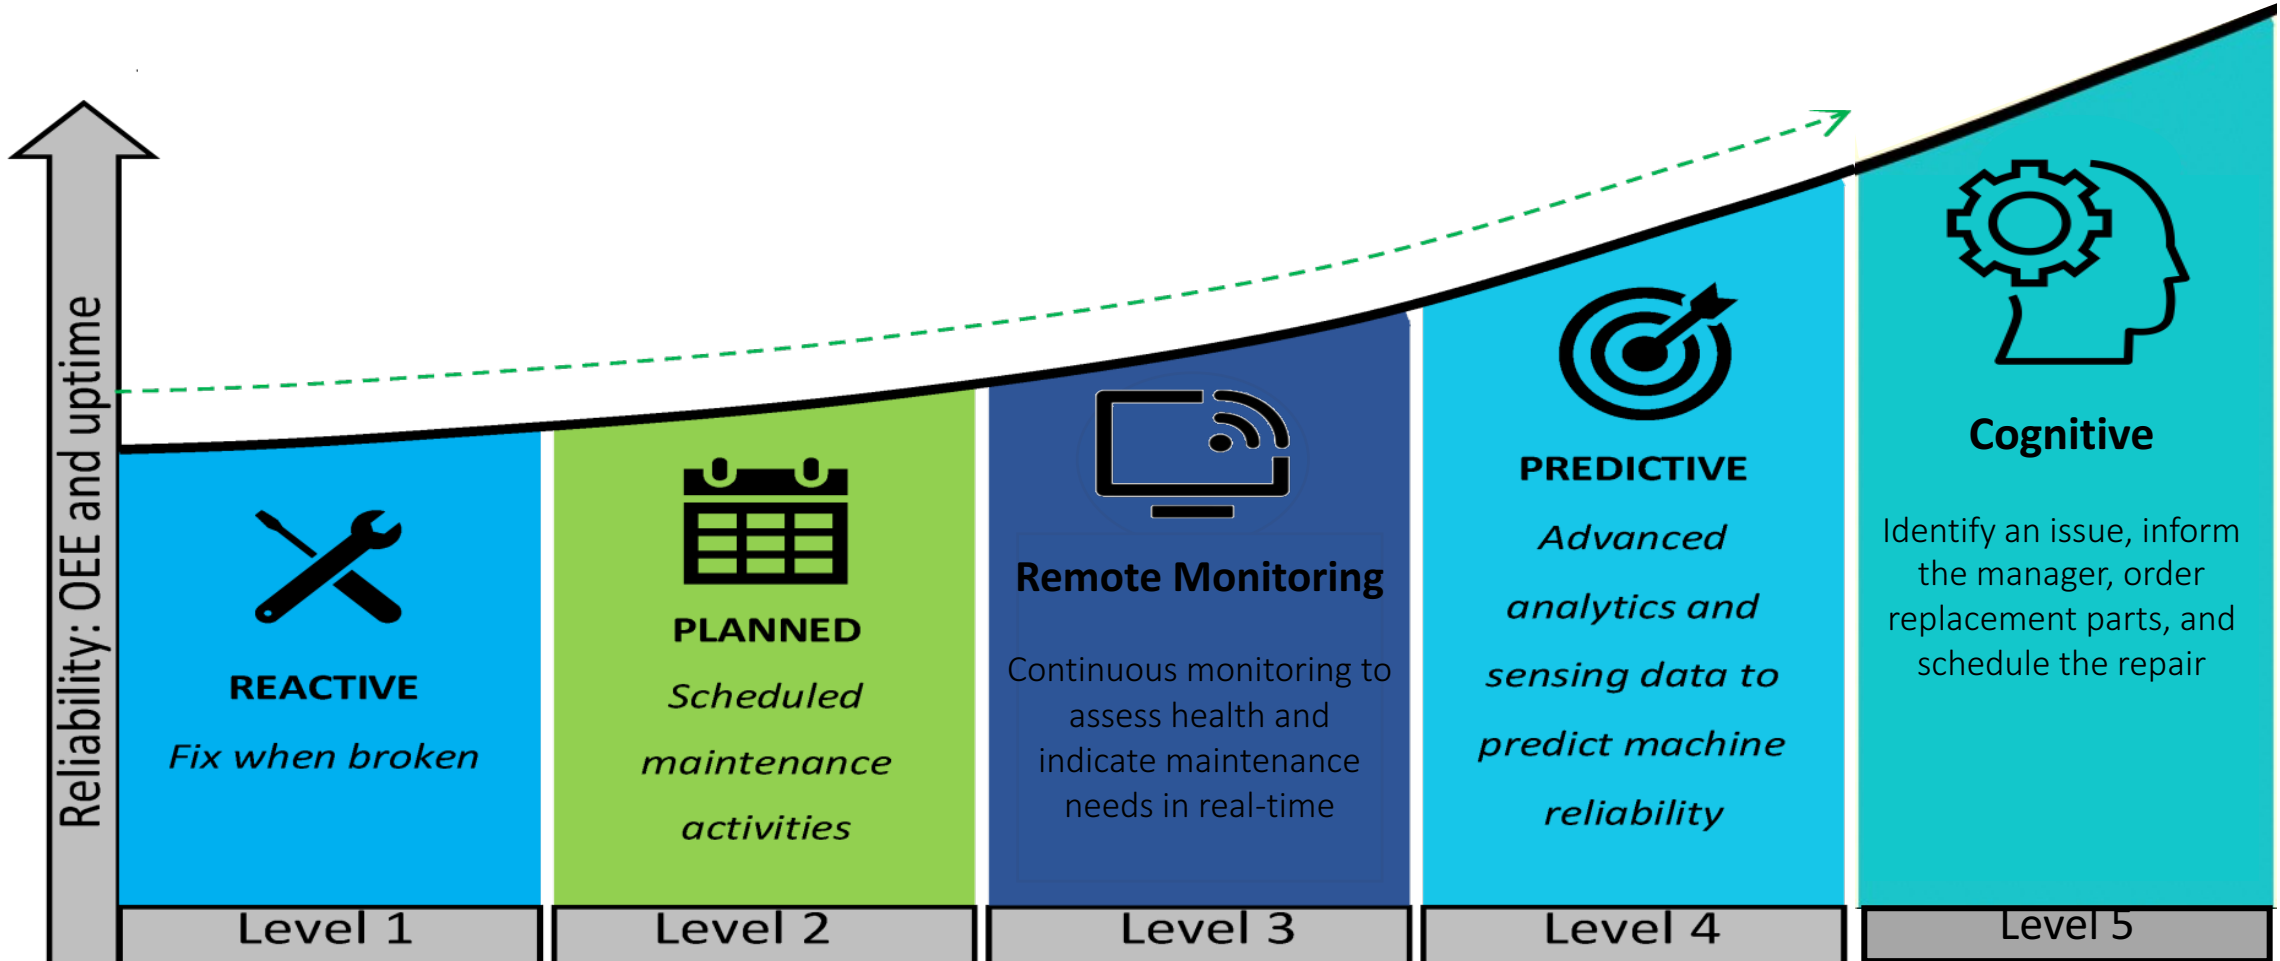 Reliability: OEE and uptime
REACTIVE
Fix when broken
Level 1
PLANNED
Scheduled
maintenance
activities
Level 2
Remote Monitoring
Continuous monitoring to
assess health and
indicate maintenance
needs in real-time
Level 3
PREDICTIVE
Advanced
analytics and
sensing data to
predict machine
reliability
Level 4
Cognitive
Identify an issue, inform
the manager, order
replacement parts, and
schedule the repair
Level 5